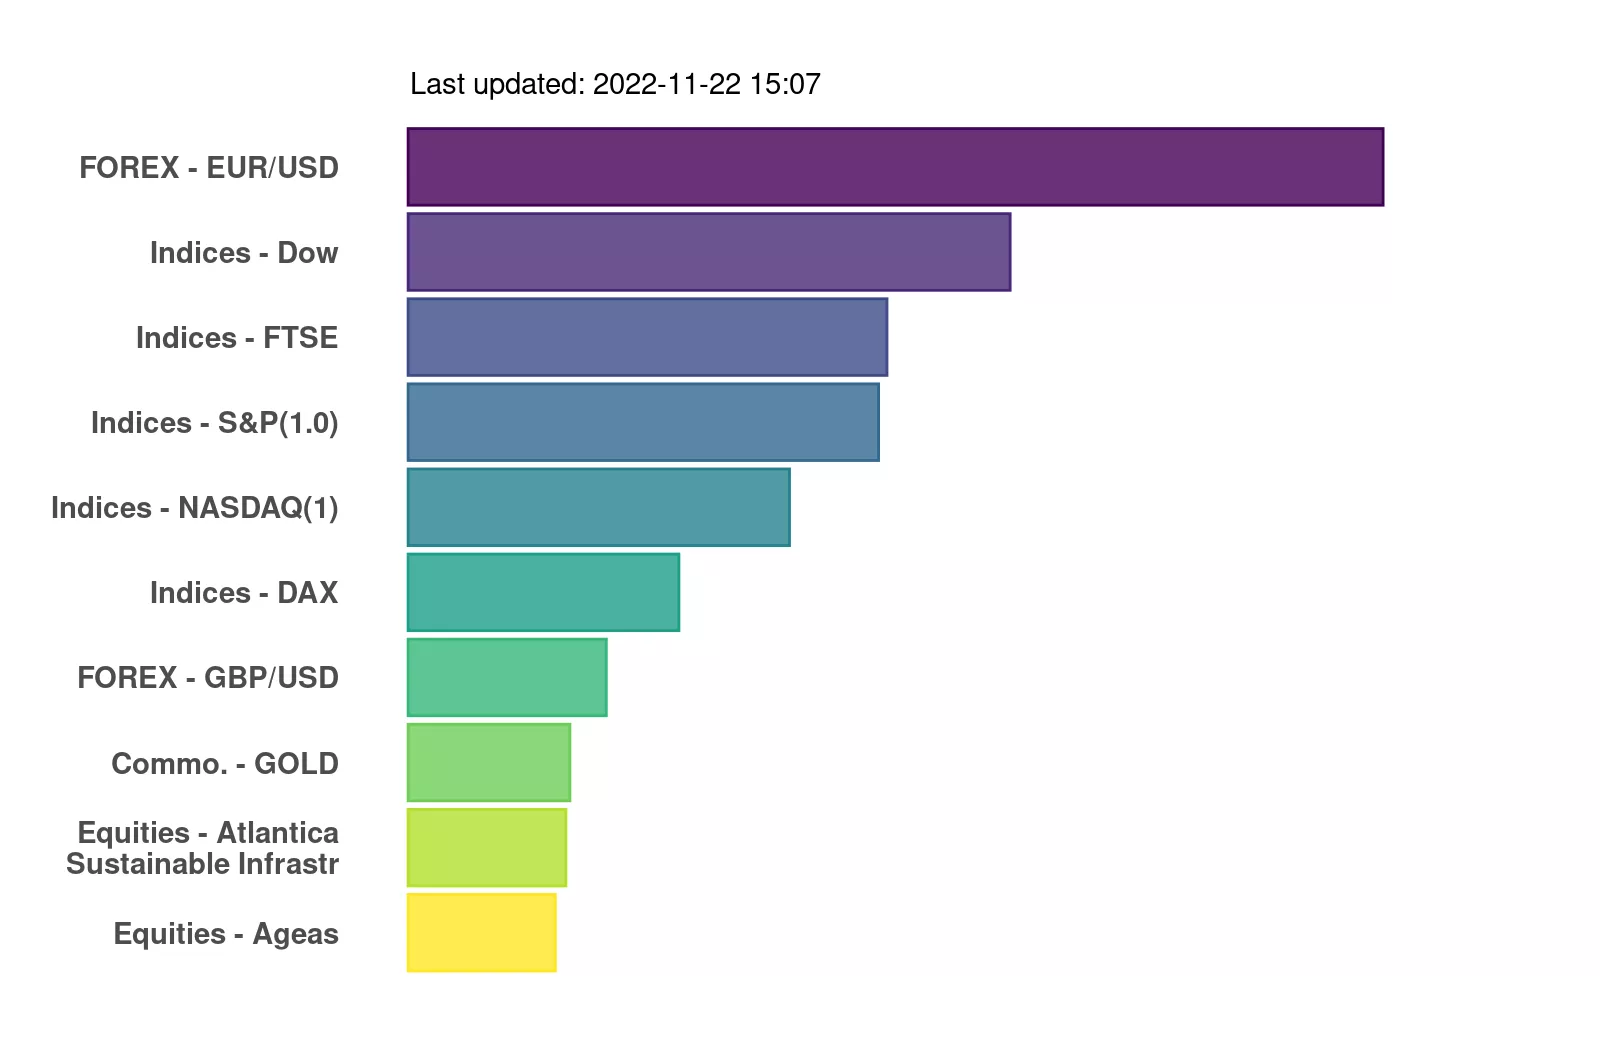 Last updated: 2022-11-22 15:07
FOREX - EUR/USD
Indices - Dow
Indices - FTSE
Indices - S&P(1.0)
Indices - NASDAQ(1)
Indices - DAX
FOREX - GBP/USD
Commo. - GOLD
Equities - Atlantica
Sustainable Infrastr
Equities - Ageas